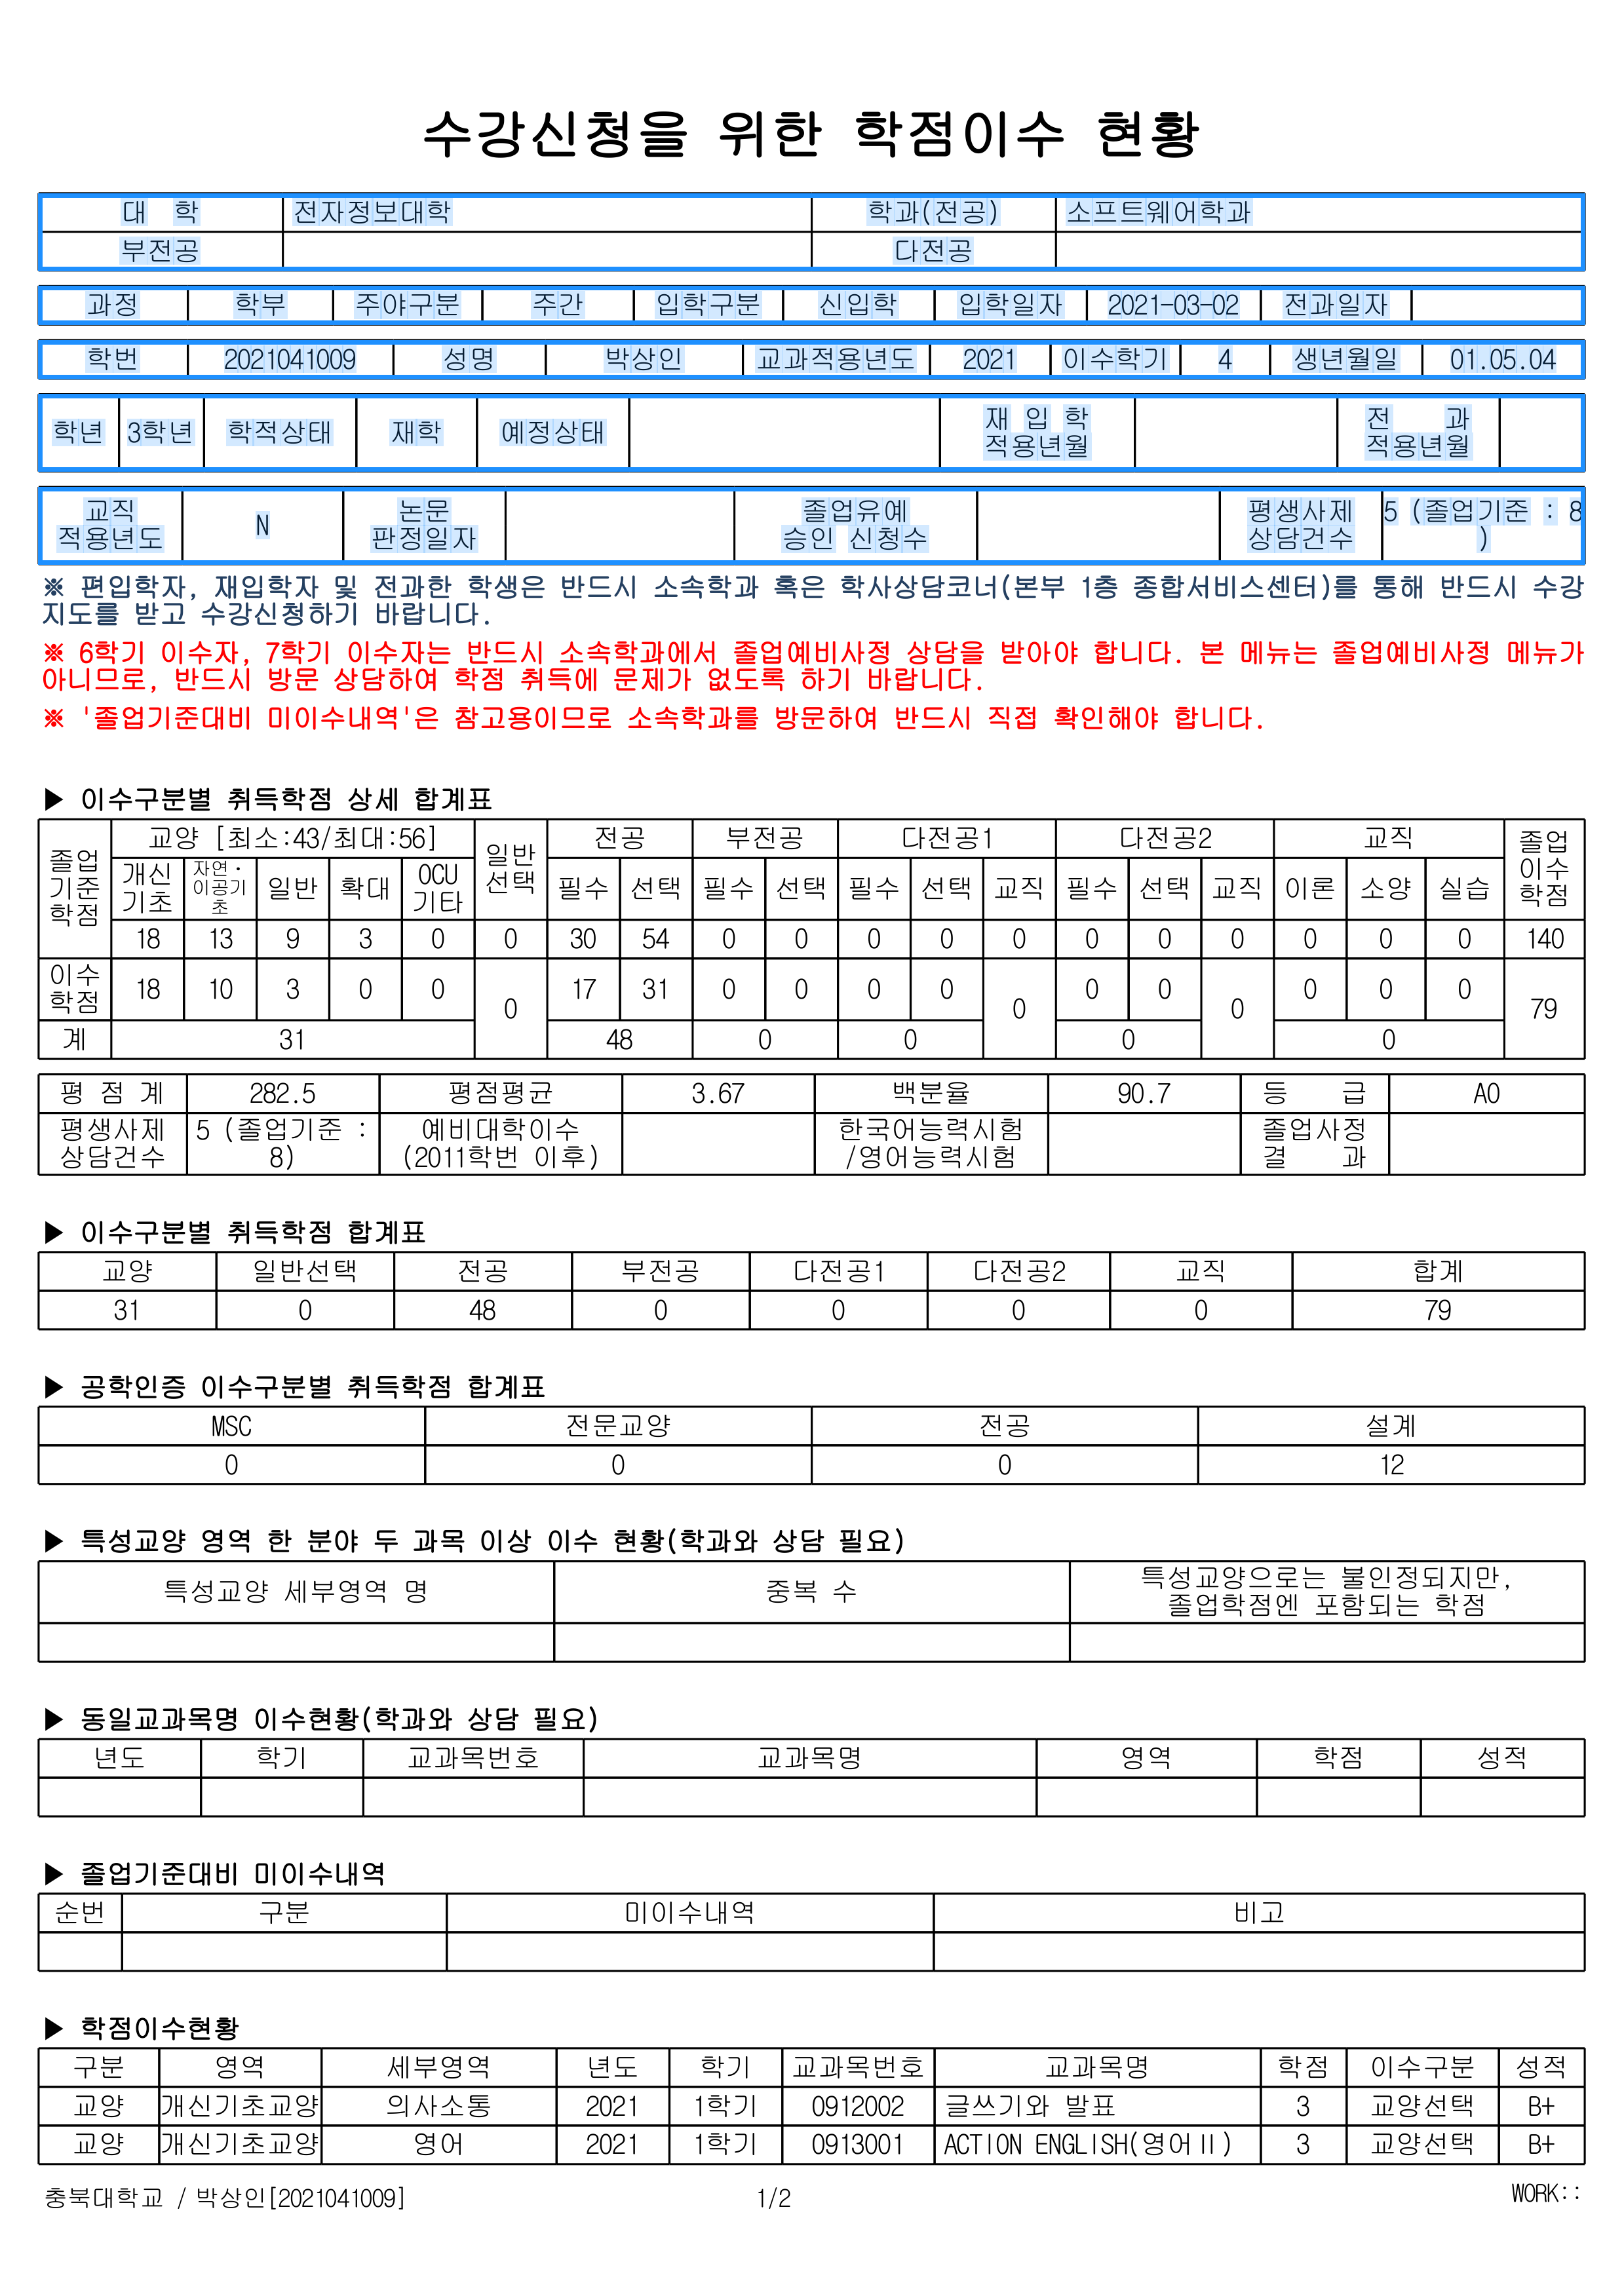 수강신청을 위한 학점이수 현황
대 학 전자정보대학 학과(전공) 소프트웨어학과
부전공 다전공
과정 학부 주야구분 주간 입학구분 신입학 입학일자 2021-03-02 전과일자
학번 2021041009 성명 박상인 교과적용년도 2021 이수학기 4 생년월일 01.05.04
학년 3학년 학적상태 재학 예정상태 재 입 학 적용년월 전 과 적용년월
교직 적용년도 N 논문 판정일자 졸업유예 승인 신청수 평생사제 상담건수 5 (졸업기준 : 8 )
※ 편입학자, 재입학자 및 전과한 학생은 반드시 소속학과 혹은 학사상담코너(본부 1층 종합서비스센터)를 통해 반드시 수강
지도를 받고 수강신청하기 바랍니다.
※ 6학기 이수자, 7학기 이수자는 반드시 소속학과에서 졸업예비사정 상담을 받아야 합니다. 본 메뉴는 졸업예비사정 메뉴가
아니므로, 반드시 방문 상담하여 학점 취득에 문제가 없도록 하기 바랍니다.
※ '졸업기준대비 미이수내역'은 참고용이므로 소속학과를 방문하여 반드시 직접 확인해야 합니다.
▶ 이수구분별 취득학점 상세 합계표
졸업 기준 학점 교양 [최소:43/최대:56] 일반 선택 전공 부전공 다전공1 다전공2 교직 졸업 이수 학점
개신 기초 자연·이공기초 일반 확대 OCU 기타 필수 선택 필수 선택 필수 선택 교직 필수 선택 교직 이론 소양 실습
18 13 9 3 0 0 30 54 0 0 0 0 0 0 0 0 0 0 0 140
이수 학점 18 10 3 0 0 0 17 31 0 0 0 0 0 0 0 0 0 0 0 79
계 31 48 0 0 0 0
평 점 계 282.5 평점평균 3.67 백분율 90.7 등 급 A0
평생사제 상담건수 5 (졸업기준 : 8) 예비대학이수 (2011학번 이후) 한국어능력시험 /영어능력시험 졸업사정 결 과
▶ 이수구분별 취득학점 합계표
교양 일반선택 전공 부전공 다전공1 다전공2 교직 합계
31 0 48 0 0 0 0 79
▶ 공학인증 이수구분별 취득학점 합계표
MSC 전문교양 전공 설계
0 0 0 12
▶ 특성교양 영역 한 분야 두 과목 이상 이수 현황(학과와 상담 필요)
특성교양 세부영역 명 중복 수 특성교양으로는 불인정되지만, 졸업학점엔 포함되는 학점
▶ 동일교과목명 이수현황(학과와 상담 필요)
년도 학기 교과목번호 교과목명 영역 학점 성적
▶ 졸업기준대비 미이수내역
순번 구분 미이수내역 비고
▶ 학점이수현황
구분 영역 세부영역 년도 학기 교과목번호 교과목명 학점 이수구분 성적
교양 개신기초교양 의사소통 2021 1학기 0912002 글쓰기와 발표 3 교양선택 B+
교양 개신기초교양 영어 2021 1학기 0913001 ACTION ENGLISH(영어Ⅱ) 3 교양선택 B+
충북대학교 / 박상인[2021041009] 1/2 WORK::